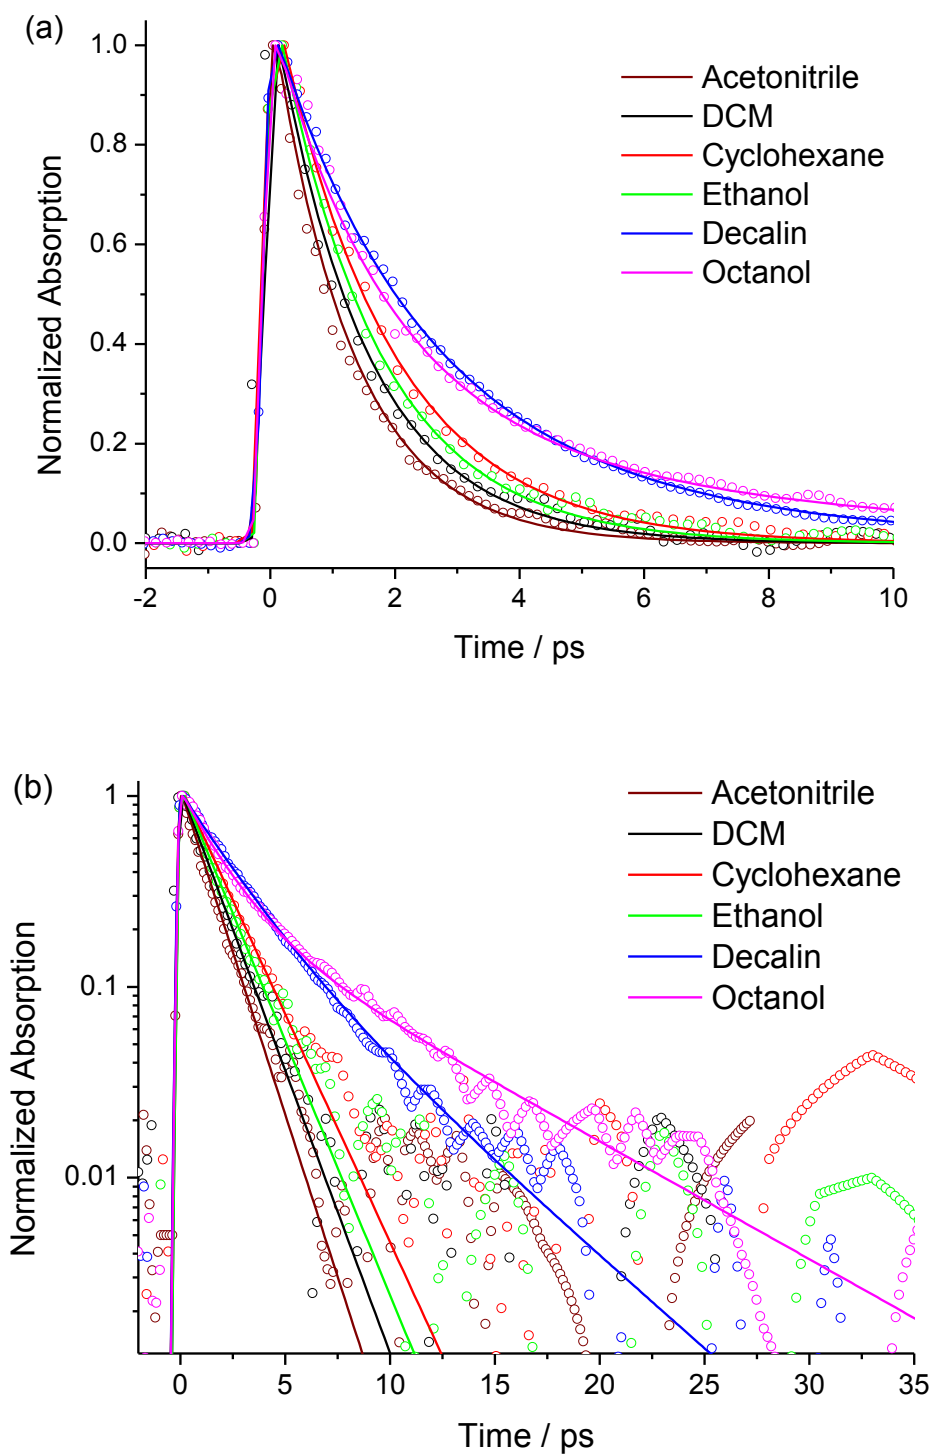 (a)
1.0
0.8
0.6
0.4
0.2
0.0
Normalized Absorption
Acetonitrile
DCM
Cyclohexane
Ethanol
Decalin
Octanol
-2 0 2 4 6 8 10
Time / ps
(b)
1
0.1
0.01
Normalized Absorption
Acetonitrile
DCM
Cyclohexane
Ethanol
Decalin
Octanol
0 5 10 15 20 25 30 35
Time / ps